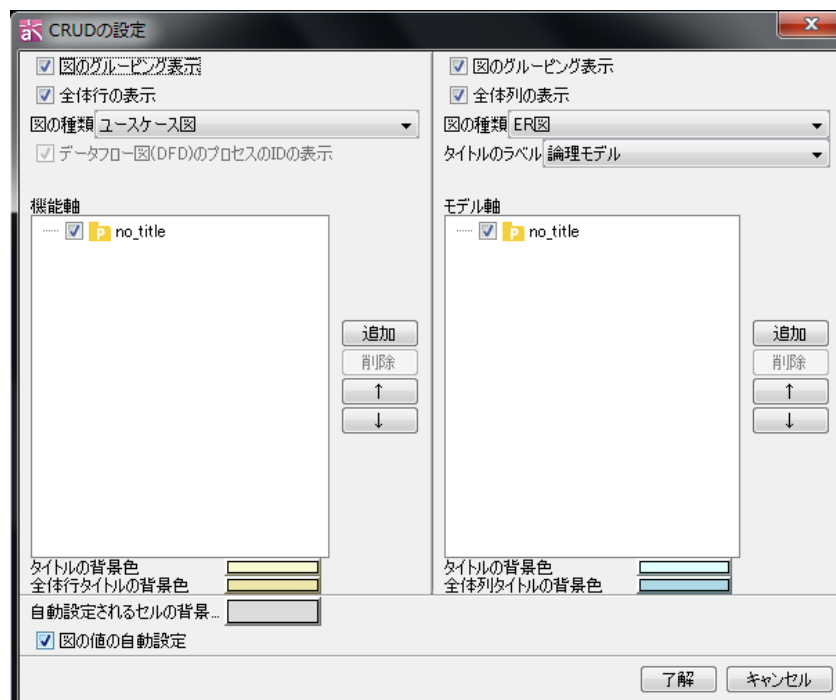 CRUDの設定
図のグルーピング表示
全体行の表示
図の種類 ユースケース図
データフロー図(DFD)のプロセスのIDの表示
機能軸
no_title
追加
削除
↑
↓
タイトルの背景色
全体行タイトルの背景色
図のグルーピング表示
全体列の表示
図の種類 ER図
タイトルのラベル 論理モデル
モデル軸
no_title
追加
削除
↑
↓
タイトルの背景色
全体列タイトルの背景色
自動設定されるセルの背景...
図の値の自動設定
了解 キャンセル